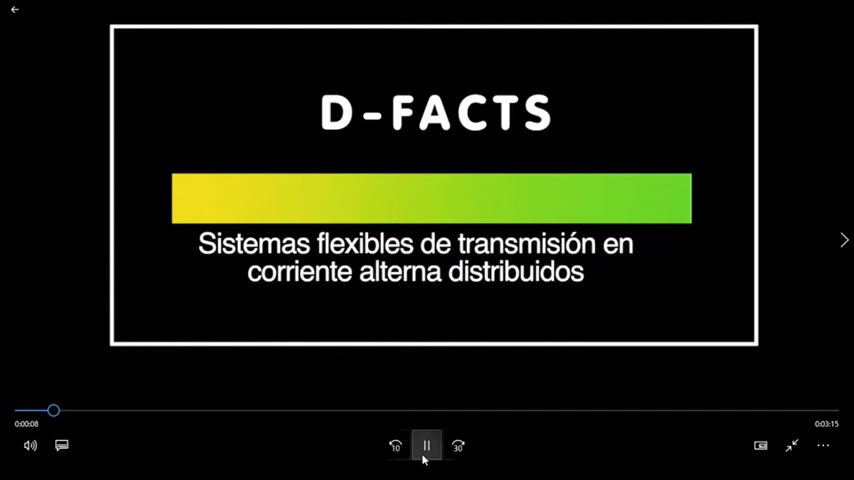 D-FACTS
Sistemas flexibles de transmisión en
corriente alterna distribuidos
0:00:08
0:03:15
10
30